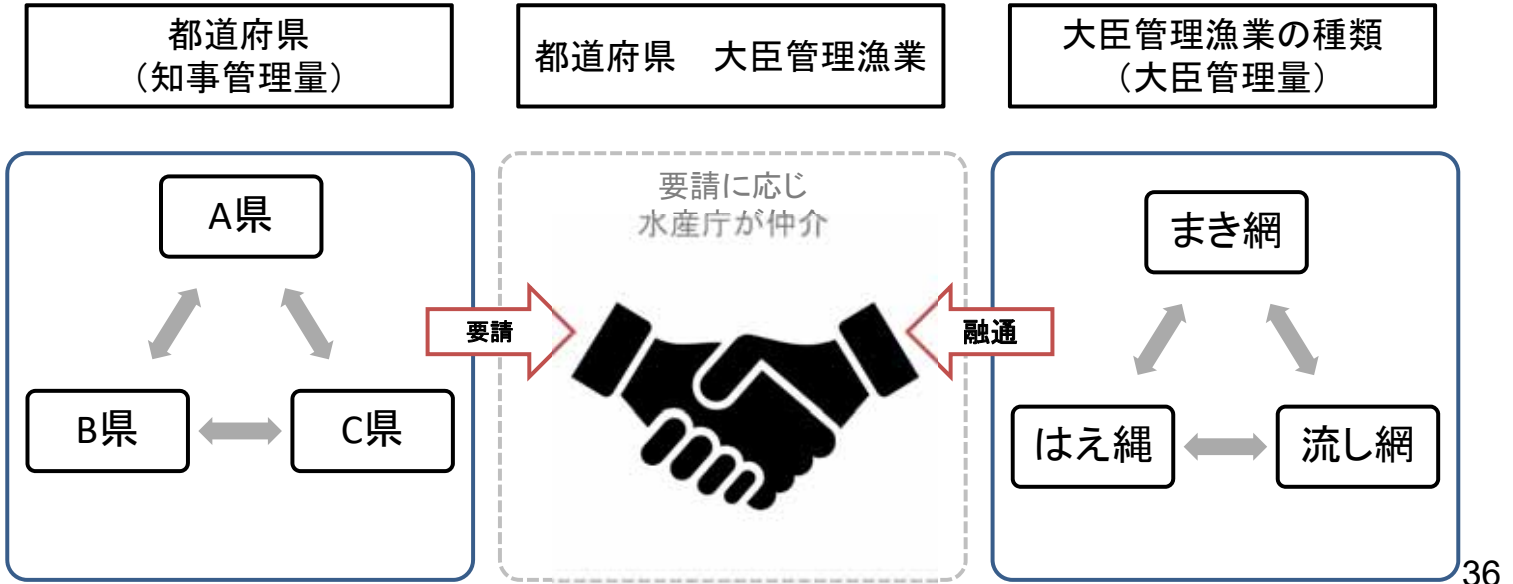 都道府県
（知事管理量）
都道府県　大臣管理漁業
大臣管理漁業の種類
（大臣管理量）
A県
B県
C県
要請
要請に応じ
水産庁が仲介
融通
まき網
はえ縄
流し網
36